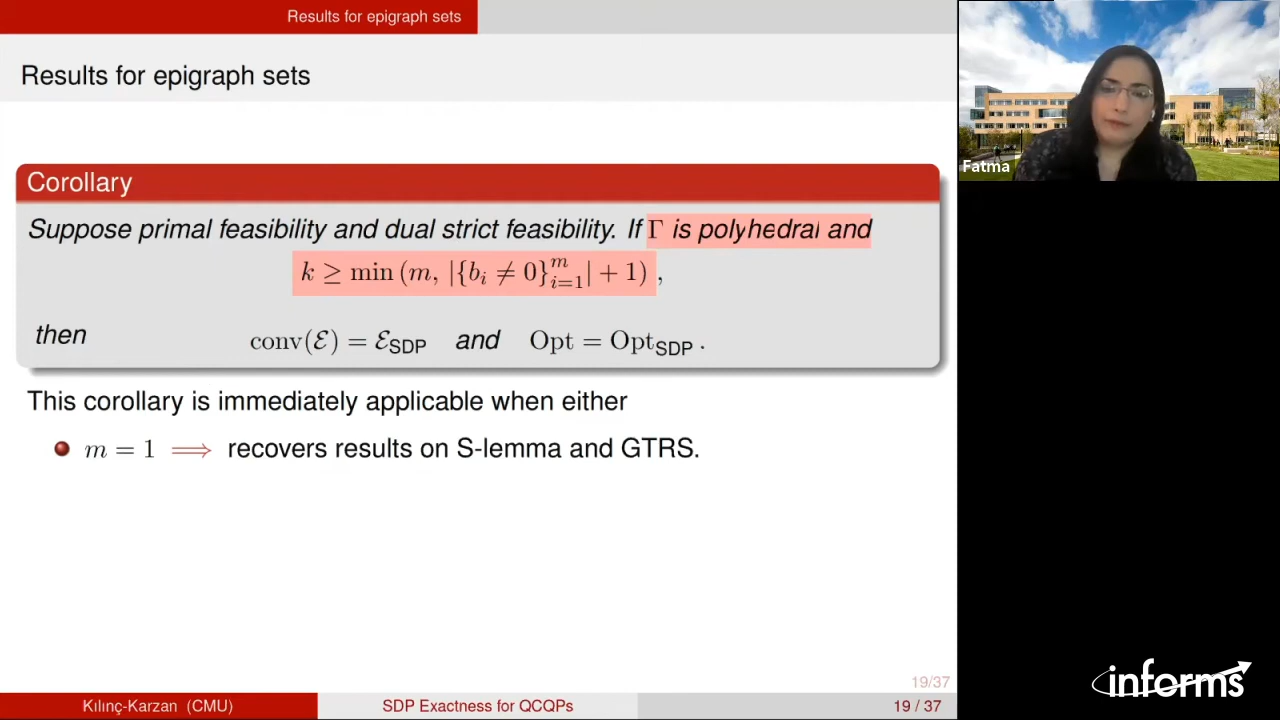 Results for epigraph sets
Results for epigraph sets
Corollary
Suppose primal feasibility and dual strict feasibility. If Γ is polyhedral and
k ≥ min (m, |{b_i ≠ 0}_{i=1}^m| + 1) ,
then conv(ℰ) = ℰ_SDP and Opt = Opt_SDP .
This corollary is immediately applicable when either
m = 1 ⟹ recovers results on S-lemma and GTRS.
19/37
Kılınç-Karzan (CMU) SDP Exactness for QCQPs 19 / 37
Fatma
informs